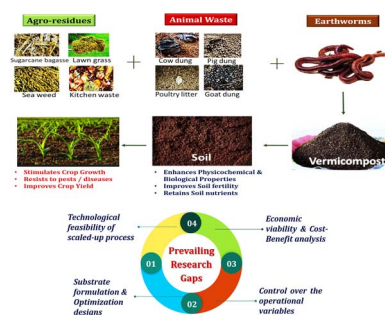 Agro-residues
Animal Waste
Earthworms
Sugarcane bagasse
Lawn grass
Cow dung
Pig dung
Sea weed
Kitchen waste
Poultry litter
Goat dung
+
+
Soil
Vermicompost
• Stimulates Crop Growth
• Resists to pests / diseases
• Improves Crop Yield
• Enhances Physicochemical &
Biological Properties
• Improves Soil fertility
• Retains Soil nutrients
Technological
feasibility of
scaled-up process
04
Economic
viability & Cost-
Benefit analysis
01
Prevailing
Research
Gaps
03
Substrate
formulation &
Optimization
designs
02
Control over the
operational
variables